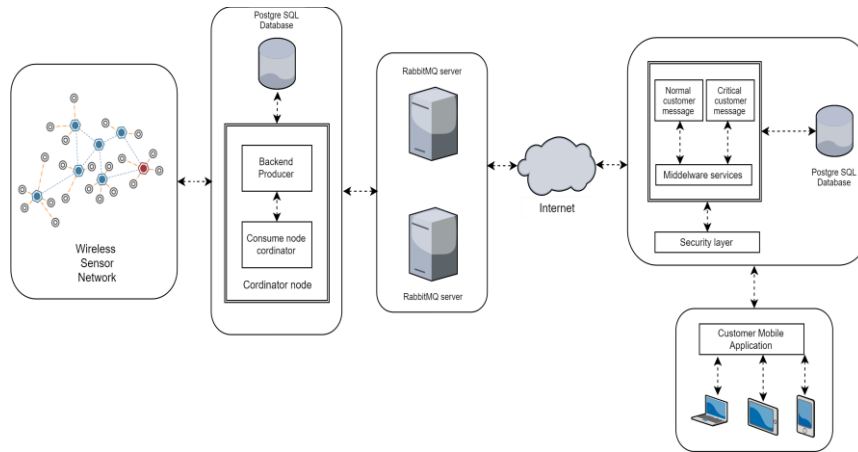 Postgre SQL
Database
Wireless
Sensor
Network
Backend
Producer
Consume node
cordinator
Cordinator node
RabbitMQ server
RabbitMQ server
Internet
Normal
customer
message
Critical
customer
message
Middelware services
Security layer
Postgre SQL
Database
Customer Mobile
Application